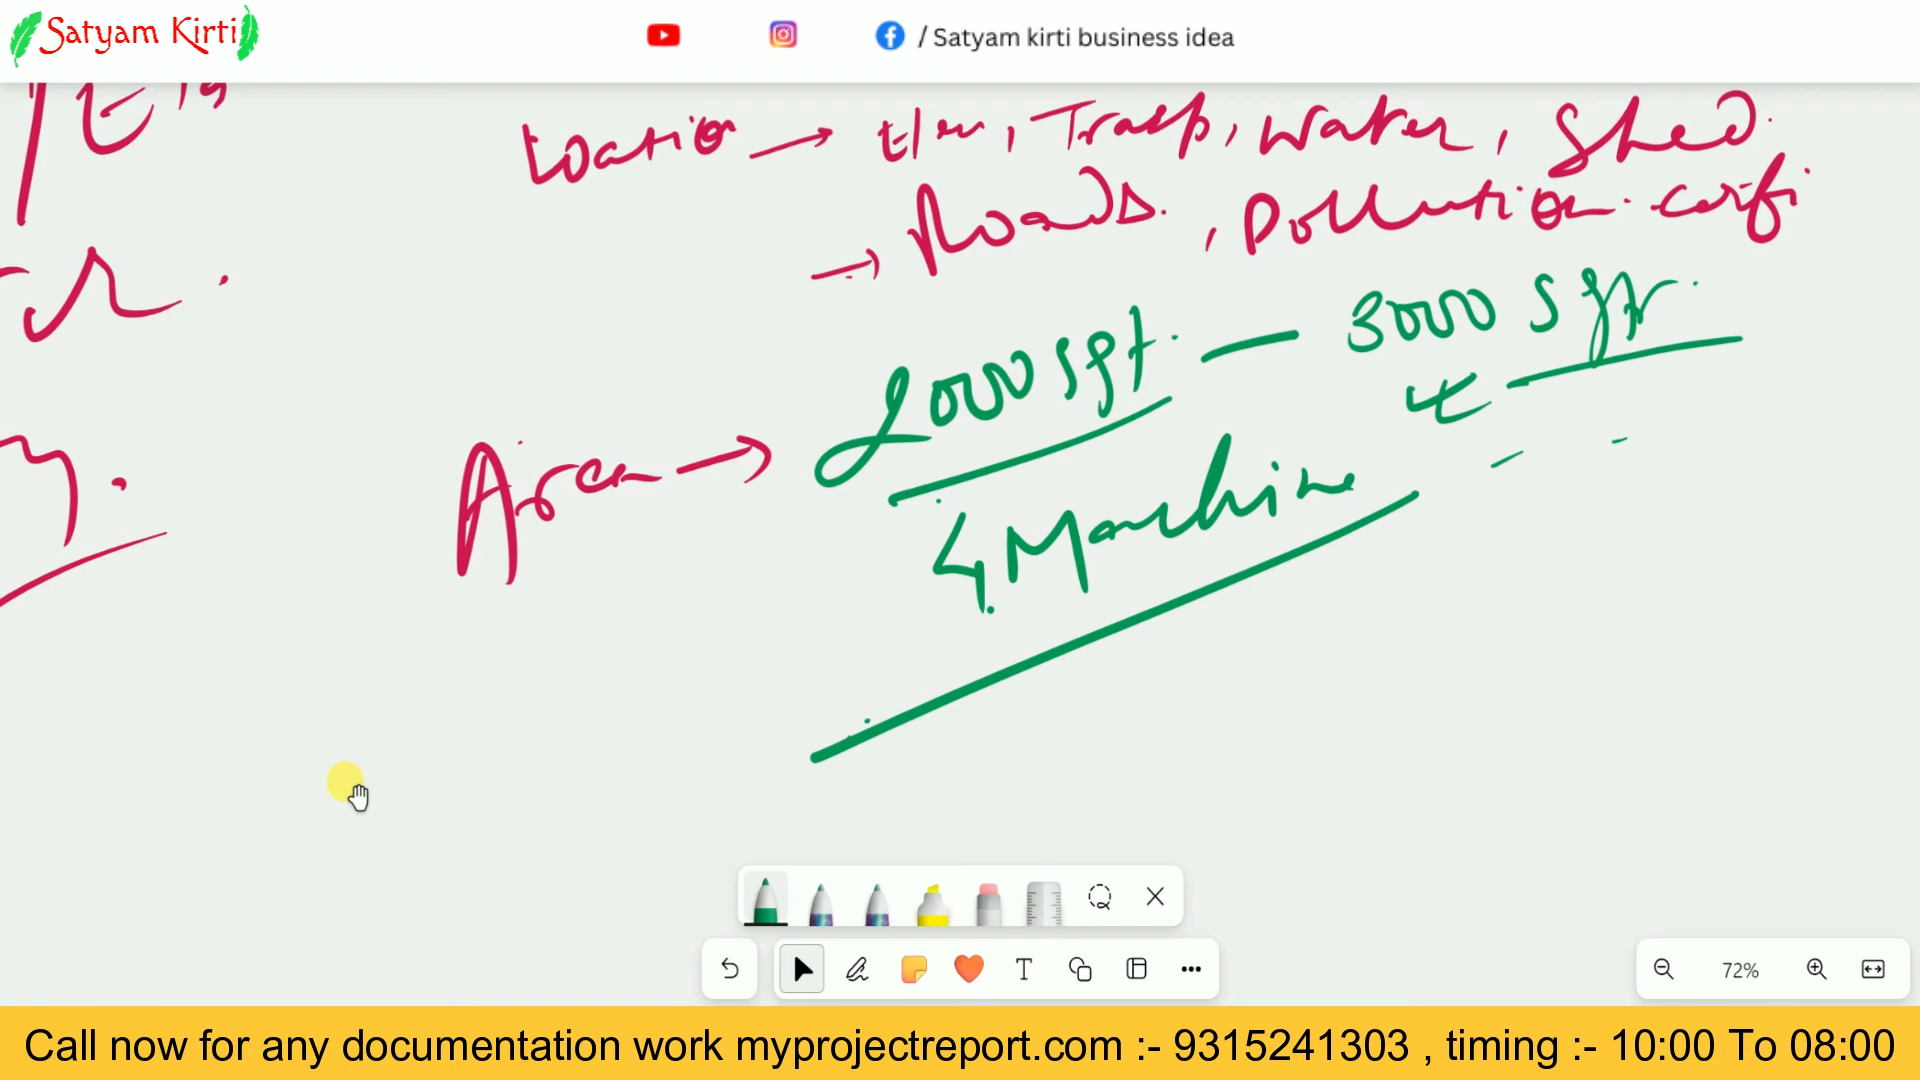 Satyam Kirti
/ Satyam kirti business idea
Location → Elec, Transp, Water, Shed.
→ Roads. , Pollution certifi
Area → 2000 sqft. — 3000 sqft.
4 Machine
72%
Call now for any documentation work myprojectreport.com :- 9315241303 , timing :- 10:00 To 08:00